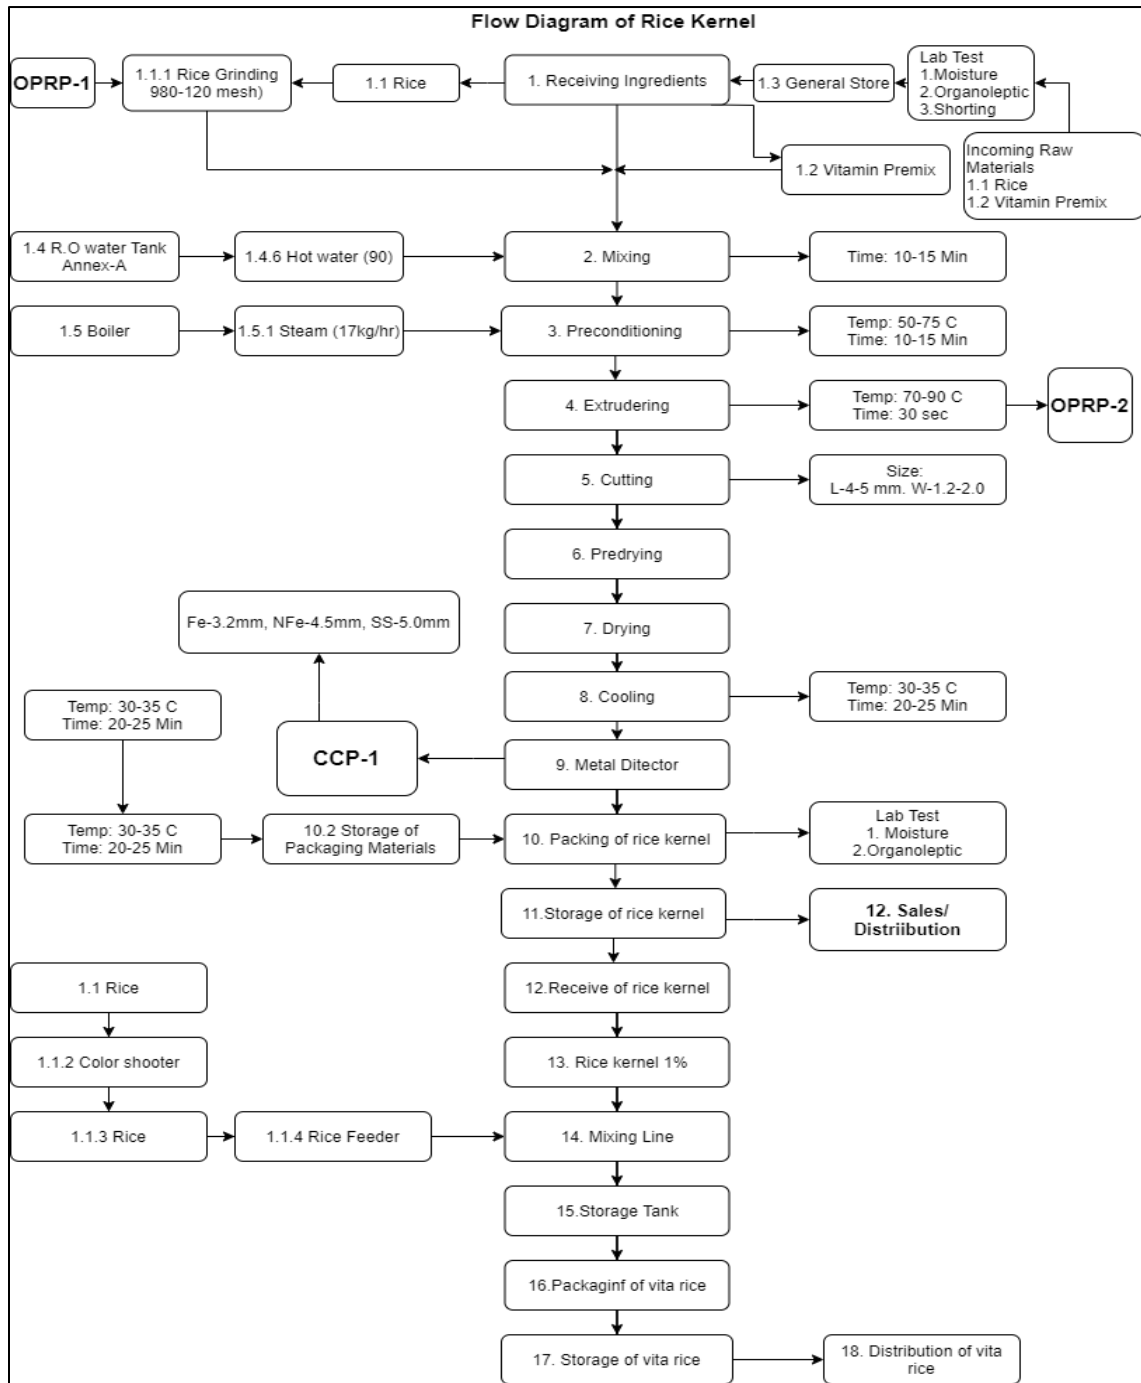 Flow Diagram of Rice Kernel
OPRP-1
1.1.1 Rice Grinding
980-120 mesh)
1.1 Rice
1. Receiving Ingredients
1.3 General Store
Lab Test
1.Moisture
2.Organoleptic
3.Shorting
Incoming Raw
Materials
1.1 Rice
1.2 Vitamin Premix
1.2 Vitamin Premix
1.4 R.O water Tank
Annex-A
1.4.6 Hot water (90)
2. Mixing
Time: 10-15 Min
1.5 Boiler
1.5.1 Steam (17kg/hr)
3. Preconditioning
Temp: 50-75 C
Time: 10-15 Min
4. Extrudering
Temp: 70-90 C
Time: 30 sec
OPRP-2
5. Cutting
Size:
L-4-5 mm. W-1.2-2.0
6. Predrying
Fe-3.2mm, NFe-4.5mm, SS-5.0mm
7. Drying
Temp: 30-35 C
Time: 20-25 Min
8. Cooling
Temp: 30-35 C
Time: 20-25 Min
CCP-1
9. Metal Ditector
Temp: 30-35 C
Time: 20-25 Min
10.2 Storage of
Packaging Materials
10. Packing of rice kernel
Lab Test
1. Moisture
2.Organoleptic
11.Storage of rice kernel
12. Sales/
Distriibution
1.1 Rice
12.Receive of rice kernel
1.1.2 Color shooter
13. Rice kernel 1%
1.1.3 Rice
1.1.4 Rice Feeder
14. Mixing Line
15.Storage Tank
16.Packaginf of vita rice
17. Storage of vita rice
18. Distribution of vita
rice